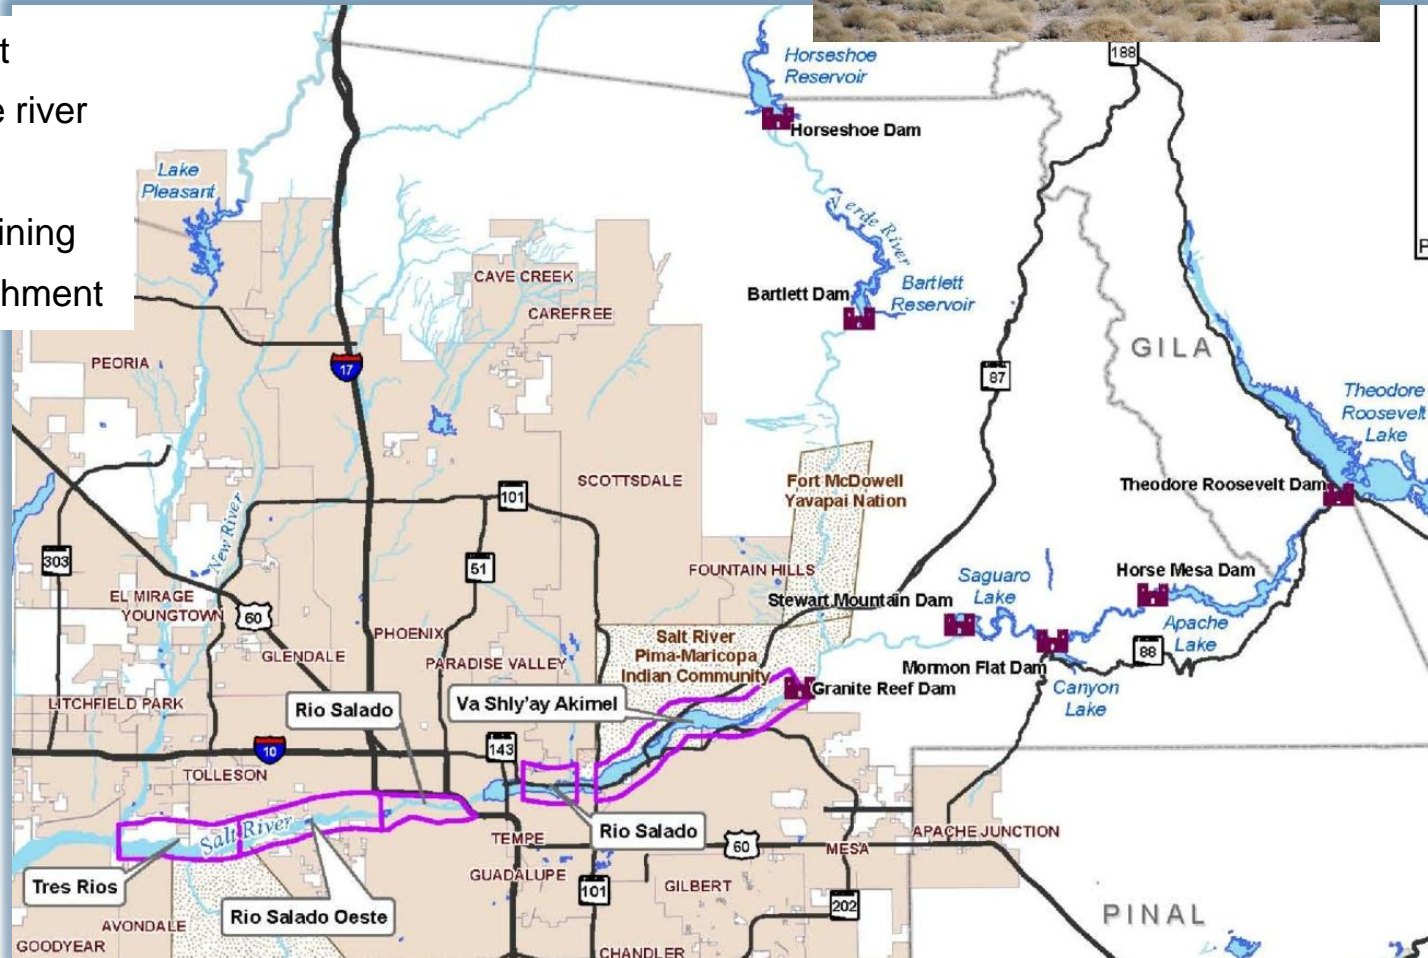 t
e river
ining
hment
188
Horseshoe
Reservoir
Horseshoe Dam
Lake
Pleasant
Verde River
CAVE CREEK
Bartlett Dam
Bartlett
Reservoir
CAREFREE
GILA
PEORIA
17
87
Theodore
Roosevelt
Lake
SCOTTSDALE
Fort McDowell
Yavapai Nation
Theodore Roosevelt Dam
101
New River
303
51
FOUNTAIN HILLS
Horse Mesa Dam
Saguaro
Lake
EL MIRAGE
YOUNGTOWN
60
Stewart Mountain Dam
Apache
Lake
PHOENIX
Salt River
Pima-Maricopa
Indian Community
88
GLENDALE
PARADISE VALLEY
Mormon Flat Dam
Granite Reef Dam
Canyon
Lake
LITCHFIELD PARK
Rio Salado
Va Shly'ay Akimel
10
143
TOLLESON
Salt River
TEMPE
Rio Salado
60
MESA
APACHE JUNCTION
Tres Rios
GUADALUPE
101
GILBERT
202
Rio Salado Oeste
AVONDALE
PINAL
GOODYEAR
CHANDLER